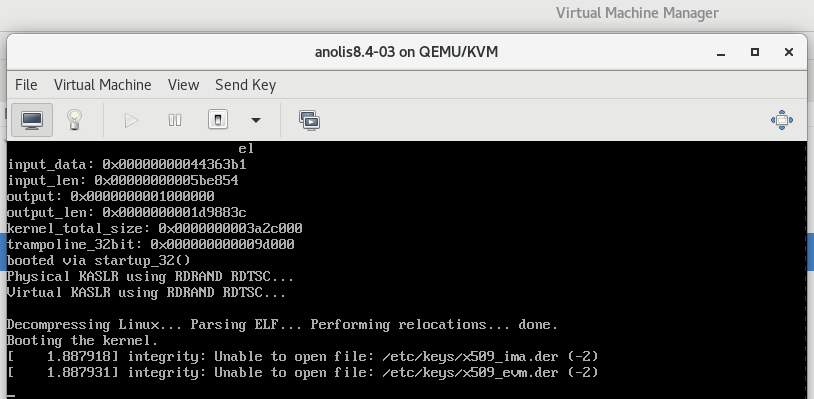 Virtual Machine Manager
anolis8.4-03 on QEMU/KVM
File Virtual Machine View Send Key
el
input_data: 0x00000000044363b1
input_len: 0x00000000005be854
output: 0x0000000001000000
output_len: 0x0000000001d9883c
kernel_total_size: 0x0000000003a2c000
trampoline_32bit: 0x000000000009d000
booted via startup_32()
Physical KASLR using RDRAND RDTSC...
Virtual KASLR using RDRAND RDTSC...
Decompressing Linux... Parsing ELF... Performing relocations... done.
Booting the kernel.
[    1.887918] integrity: Unable to open file: /etc/keys/x509_ima.der (-2)
[    1.887931] integrity: Unable to open file: /etc/keys/x509_evm.der (-2)
_